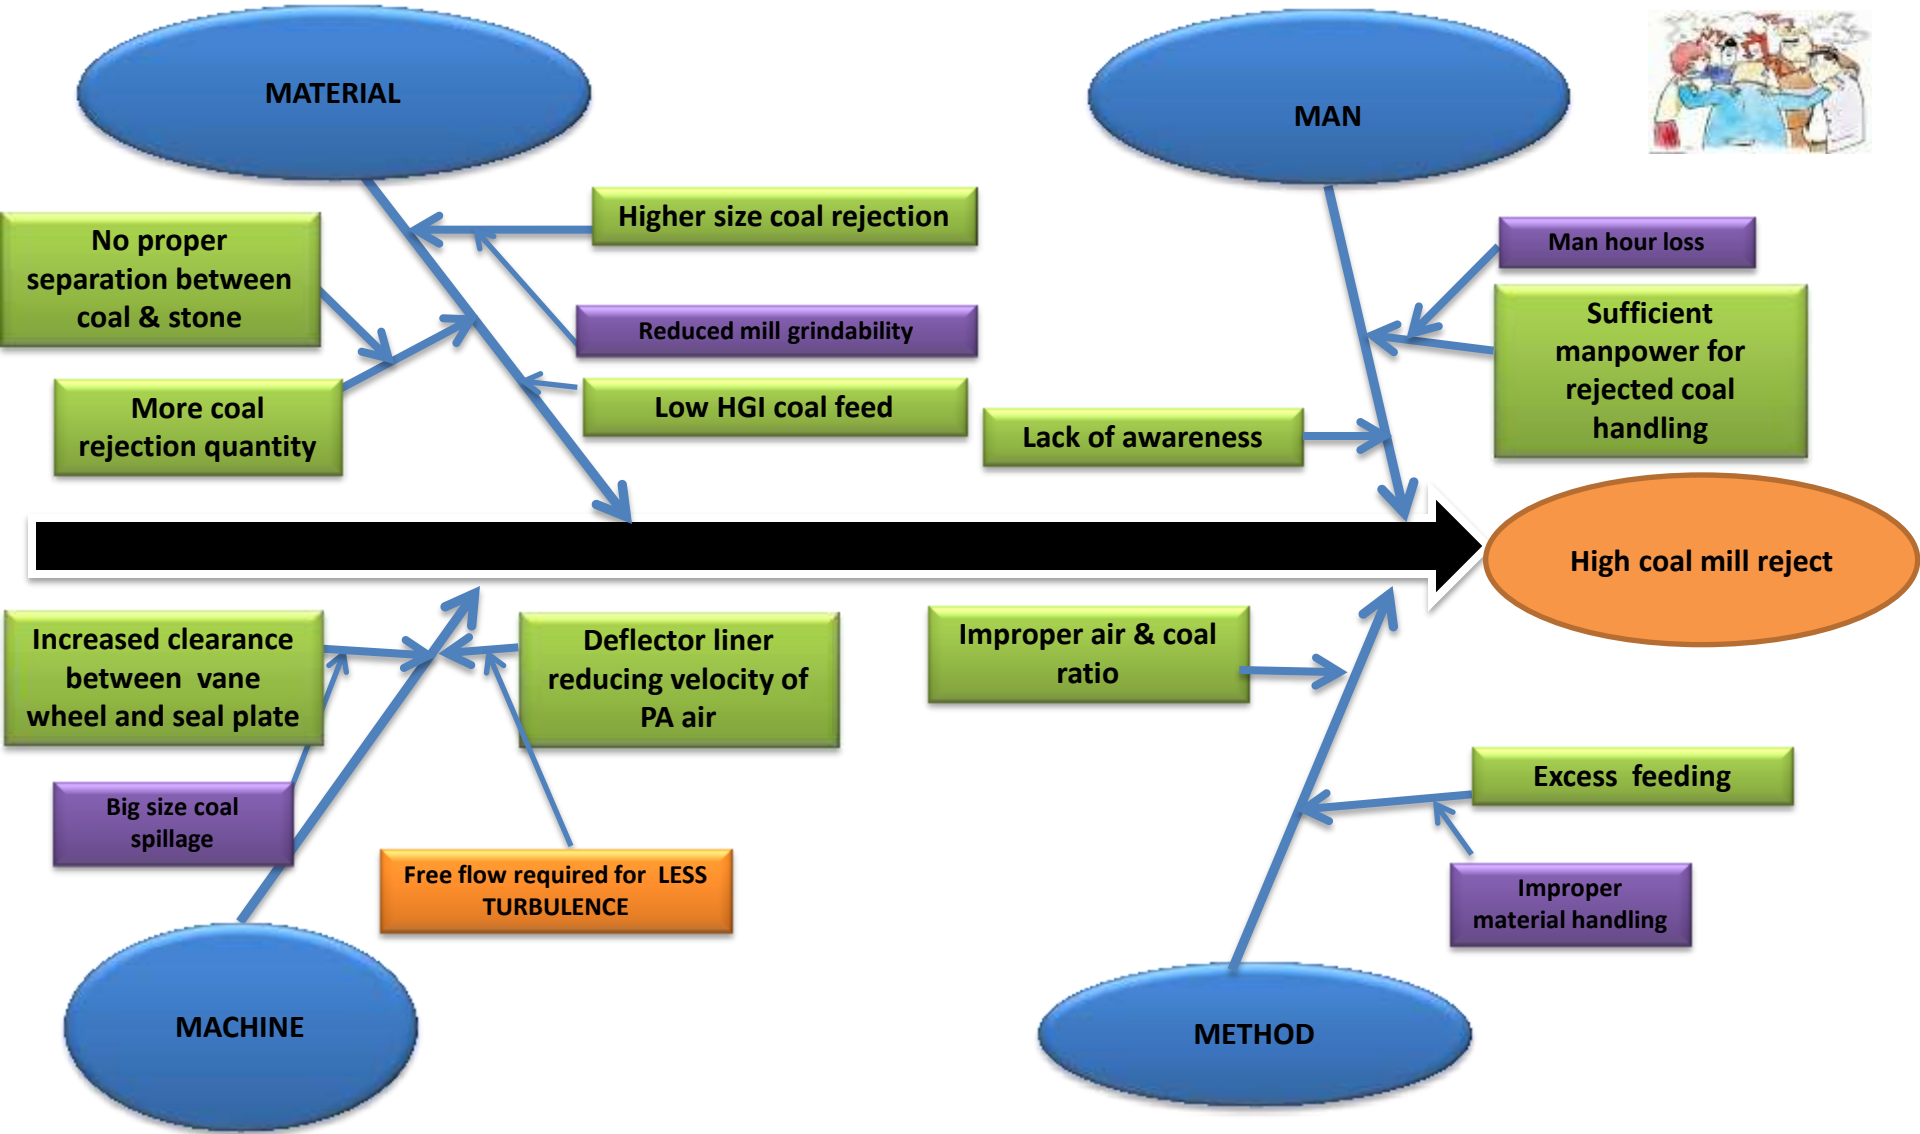 MATERIAL
MAN
Higher size coal rejection
No proper
separation between
coal & stone
Man hour loss
Reduced mill grindability
Sufficient
manpower for
rejected coal
handling
More coal
rejection quantity
Low HGI coal feed
Lack of awareness
High coal mill reject
Increased clearance
between  vane
wheel and seal plate
Deflector liner
reducing velocity of
PA air
Improper air & coal
ratio
Excess  feeding
Big size coal
spillage
Free flow required for  LESS
TURBULENCE
Improper
material handling
MACHINE
METHOD